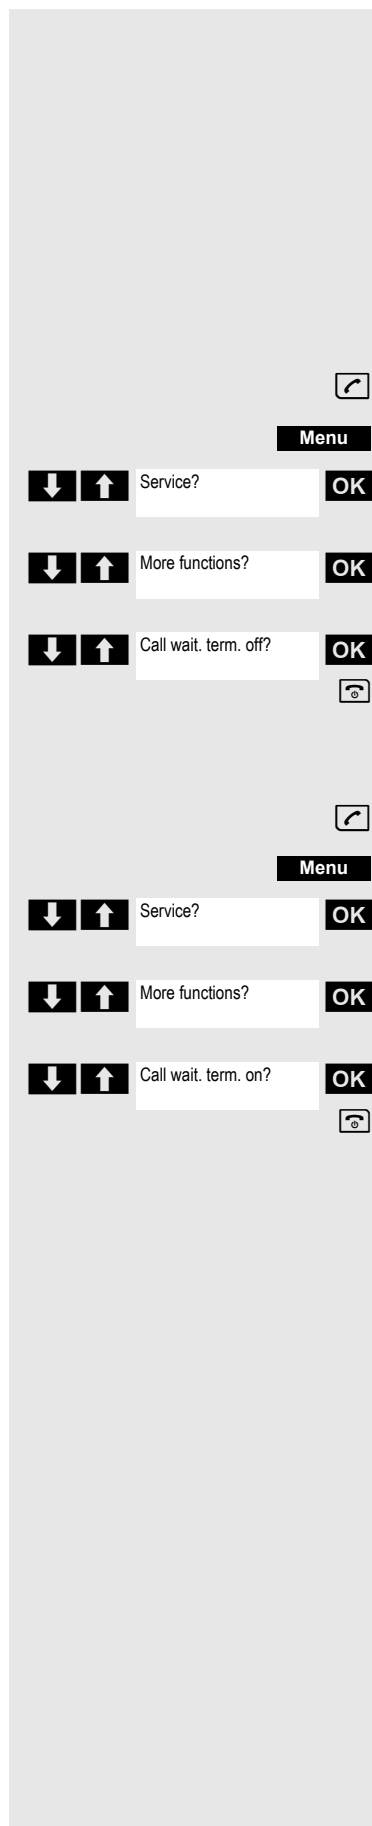 Menu
Service? OK
More functions? OK
Call wait. term. off? OK
Menu
Service? OK
More functions? OK
Call wait. term. on? OK